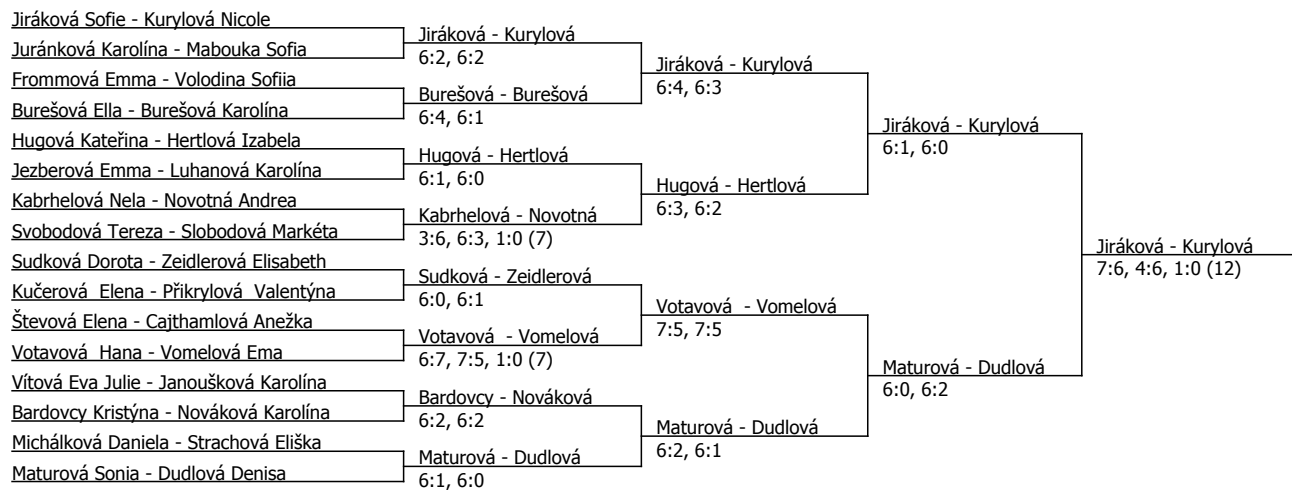 Jiráková Sofie - Kurylová Nicole
Juránková Karolína - Mabouka Sofia
Frommová Emma - Volodina Sofiia
Burešová Ella - Burešová Karolína
Hugová Kateřina - Hertlová Izabela
Jezberová Emma - Luhanová Karolína
Kabrhelová Nela - Novotná Andrea
Svobodová Tereza - Slobodová Markéta
Sudková Dorota - Zeidlerová Elisabeth
Kučerová  Elena - Přikrylová  Valentýna
Števová Elena - Cajthamlová Anežka
Votavová  Hana - Vomelová Ema
Vítová Eva Julie - Janoušková Karolína
Bardovcy Kristýna - Nováková Karolína
Michálková Daniela - Strachová Eliška
Maturová Sonia - Dudlová Denisa
Jiráková - Kurylová
6:2, 6:2
Burešová - Burešová
6:4, 6:1
Hugová - Hertlová
6:1, 6:0
Kabrhelová - Novotná
3:6, 6:3, 1:0 (7)
Sudková - Zeidlerová
6:0, 6:1
Votavová  - Vomelová
6:7, 7:5, 1:0 (7)
Bardovcy - Nováková
6:2, 6:2
Maturová - Dudlová
6:1, 6:0
Jiráková - Kurylová
6:4, 6:3
Hugová - Hertlová
6:3, 6:2
Votavová  - Vomelová
7:5, 7:5
Maturová - Dudlová
6:2, 6:1
Jiráková - Kurylová
6:1, 6:0
Maturová - Dudlová
6:0, 6:2
Jiráková - Kurylová
7:6, 4:6, 1:0 (12)